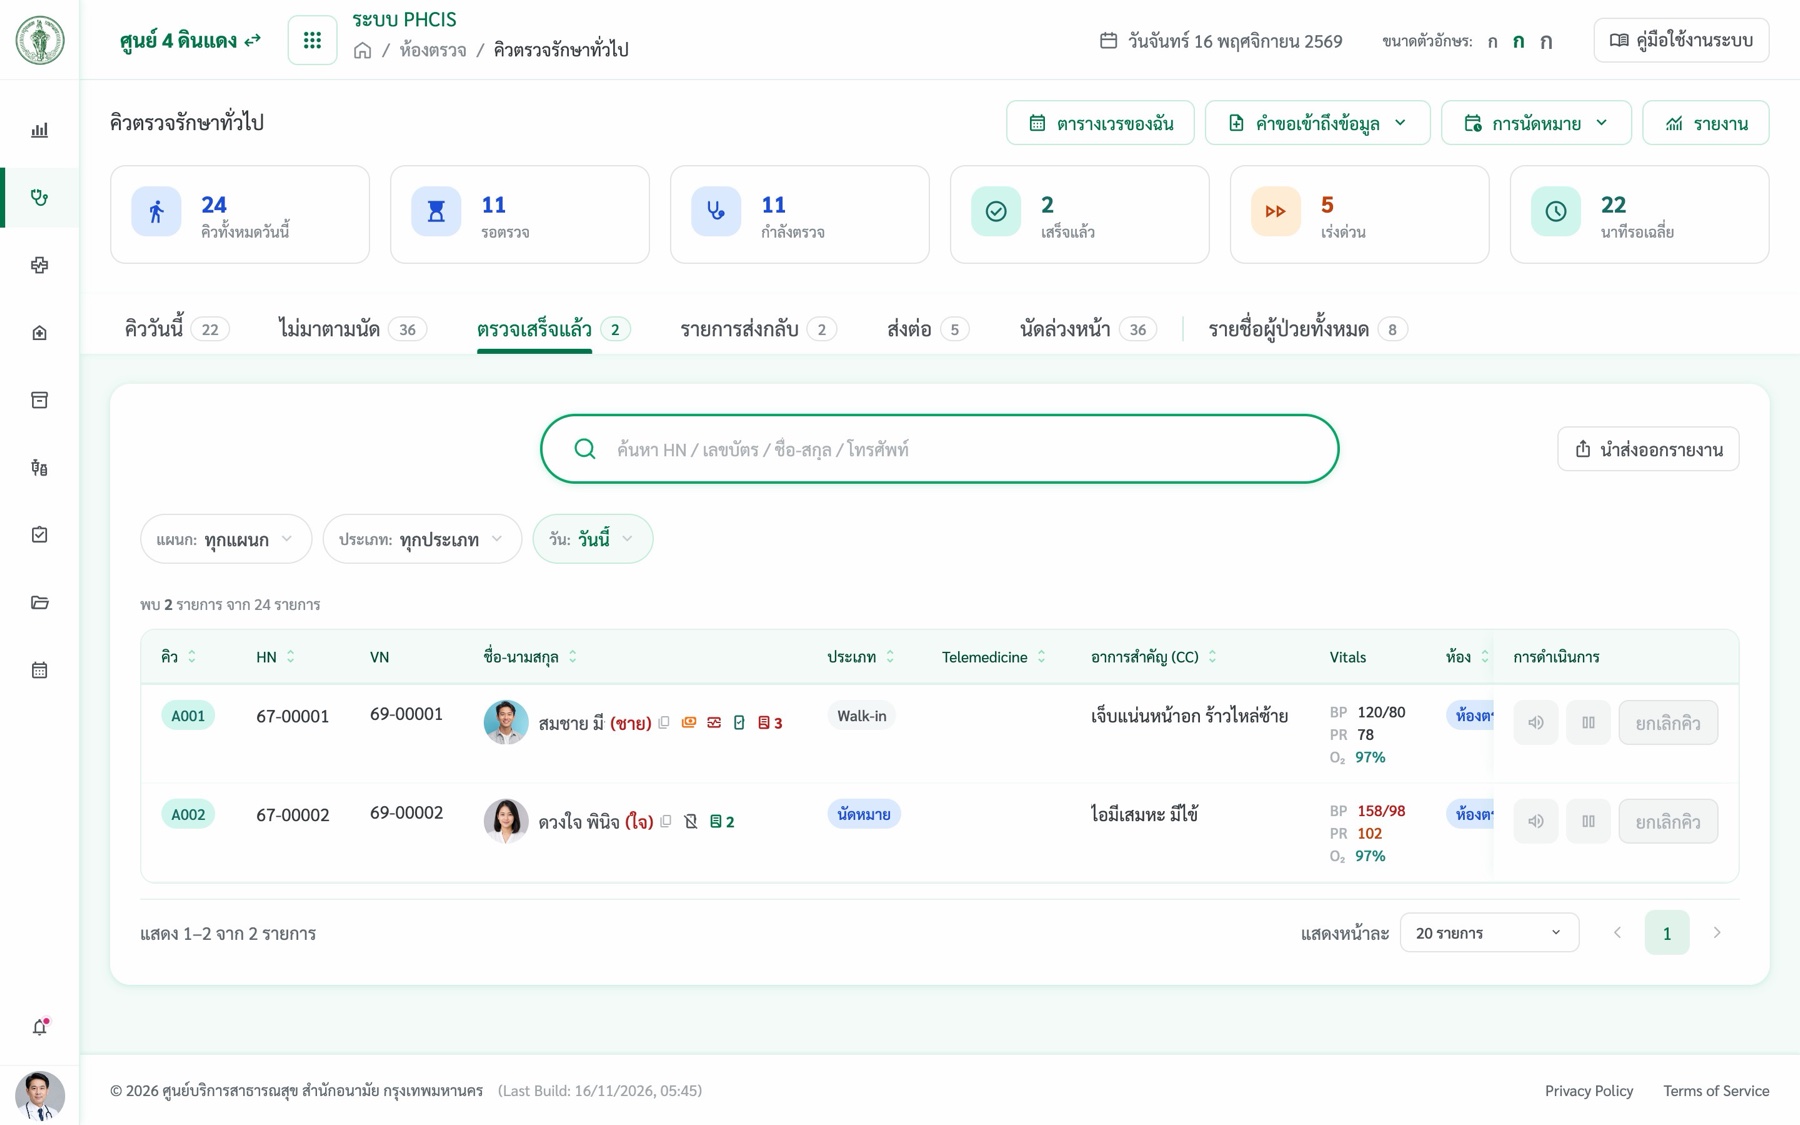 ศูนย์ 4 ดินแดง
ระบบ PHCIS
/ ห้องตรวจ / คิวตรวจรักษาทั่วไป
วันจันทร์ 16 พฤศจิกายน 2569
ขนาดตัวอักษร: ก ก ก
คู่มือใช้งานระบบ
คิวตรวจรักษาทั่วไป
ตารางเวรของฉัน
คำขอเข้าถึงข้อมูล
การนัดหมาย
รายงาน
24
คิวทั้งหมดวันนี้
11
รอตรวจ
11
กำลังตรวจ
2
เสร็จแล้ว
5
เร่งด่วน
22
นาทีรอเฉลี่ย
คิววันนี้ 22
ไม่มาตามนัด 36
ตรวจเสร็จแล้ว 2
รายการส่งกลับ 2
ส่งต่อ 5
นัดล่วงหน้า 36
รายชื่อผู้ป่วยทั้งหมด 8
ค้นหา HN / เลขบัตร / ชื่อ-สกุล / โทรศัพท์
นำส่งออกรายงาน
แผนก: ทุกแผนก
ประเภท: ทุกประเภท
วัน: วันนี้
พบ 2 รายการ จาก 24 รายการ
คิว HN VN ชื่อ-นามสกุล ประเภท Telemedicine อาการสำคัญ (CC) Vitals ห้อง การดำเนินการ
A001 67-00001 69-00001 สมชาย มี (ชาย) 3 Walk-in เจ็บแน่นหน้าอก ร้าวไหล่ซ้าย BP 120/80 ห้องตร ยกเลิกคิว
PR 78
O₂ 97%
A002 67-00002 69-00002 ดวงใจ พินิจ (ใจ) 2 นัดหมาย ไอมีเสมหะ มีไข้ BP 158/98 ห้องตร ยกเลิกคิว
PR 102
O₂ 97%
แสดง 1–2 จาก 2 รายการ
แสดงหน้าละ 20 รายการ
1
© 2026 ศูนย์บริการสาธารณสุข สำนักอนามัย กรุงเทพมหานคร (Last Build: 16/11/2026, 05:45)
Privacy Policy
Terms of Service